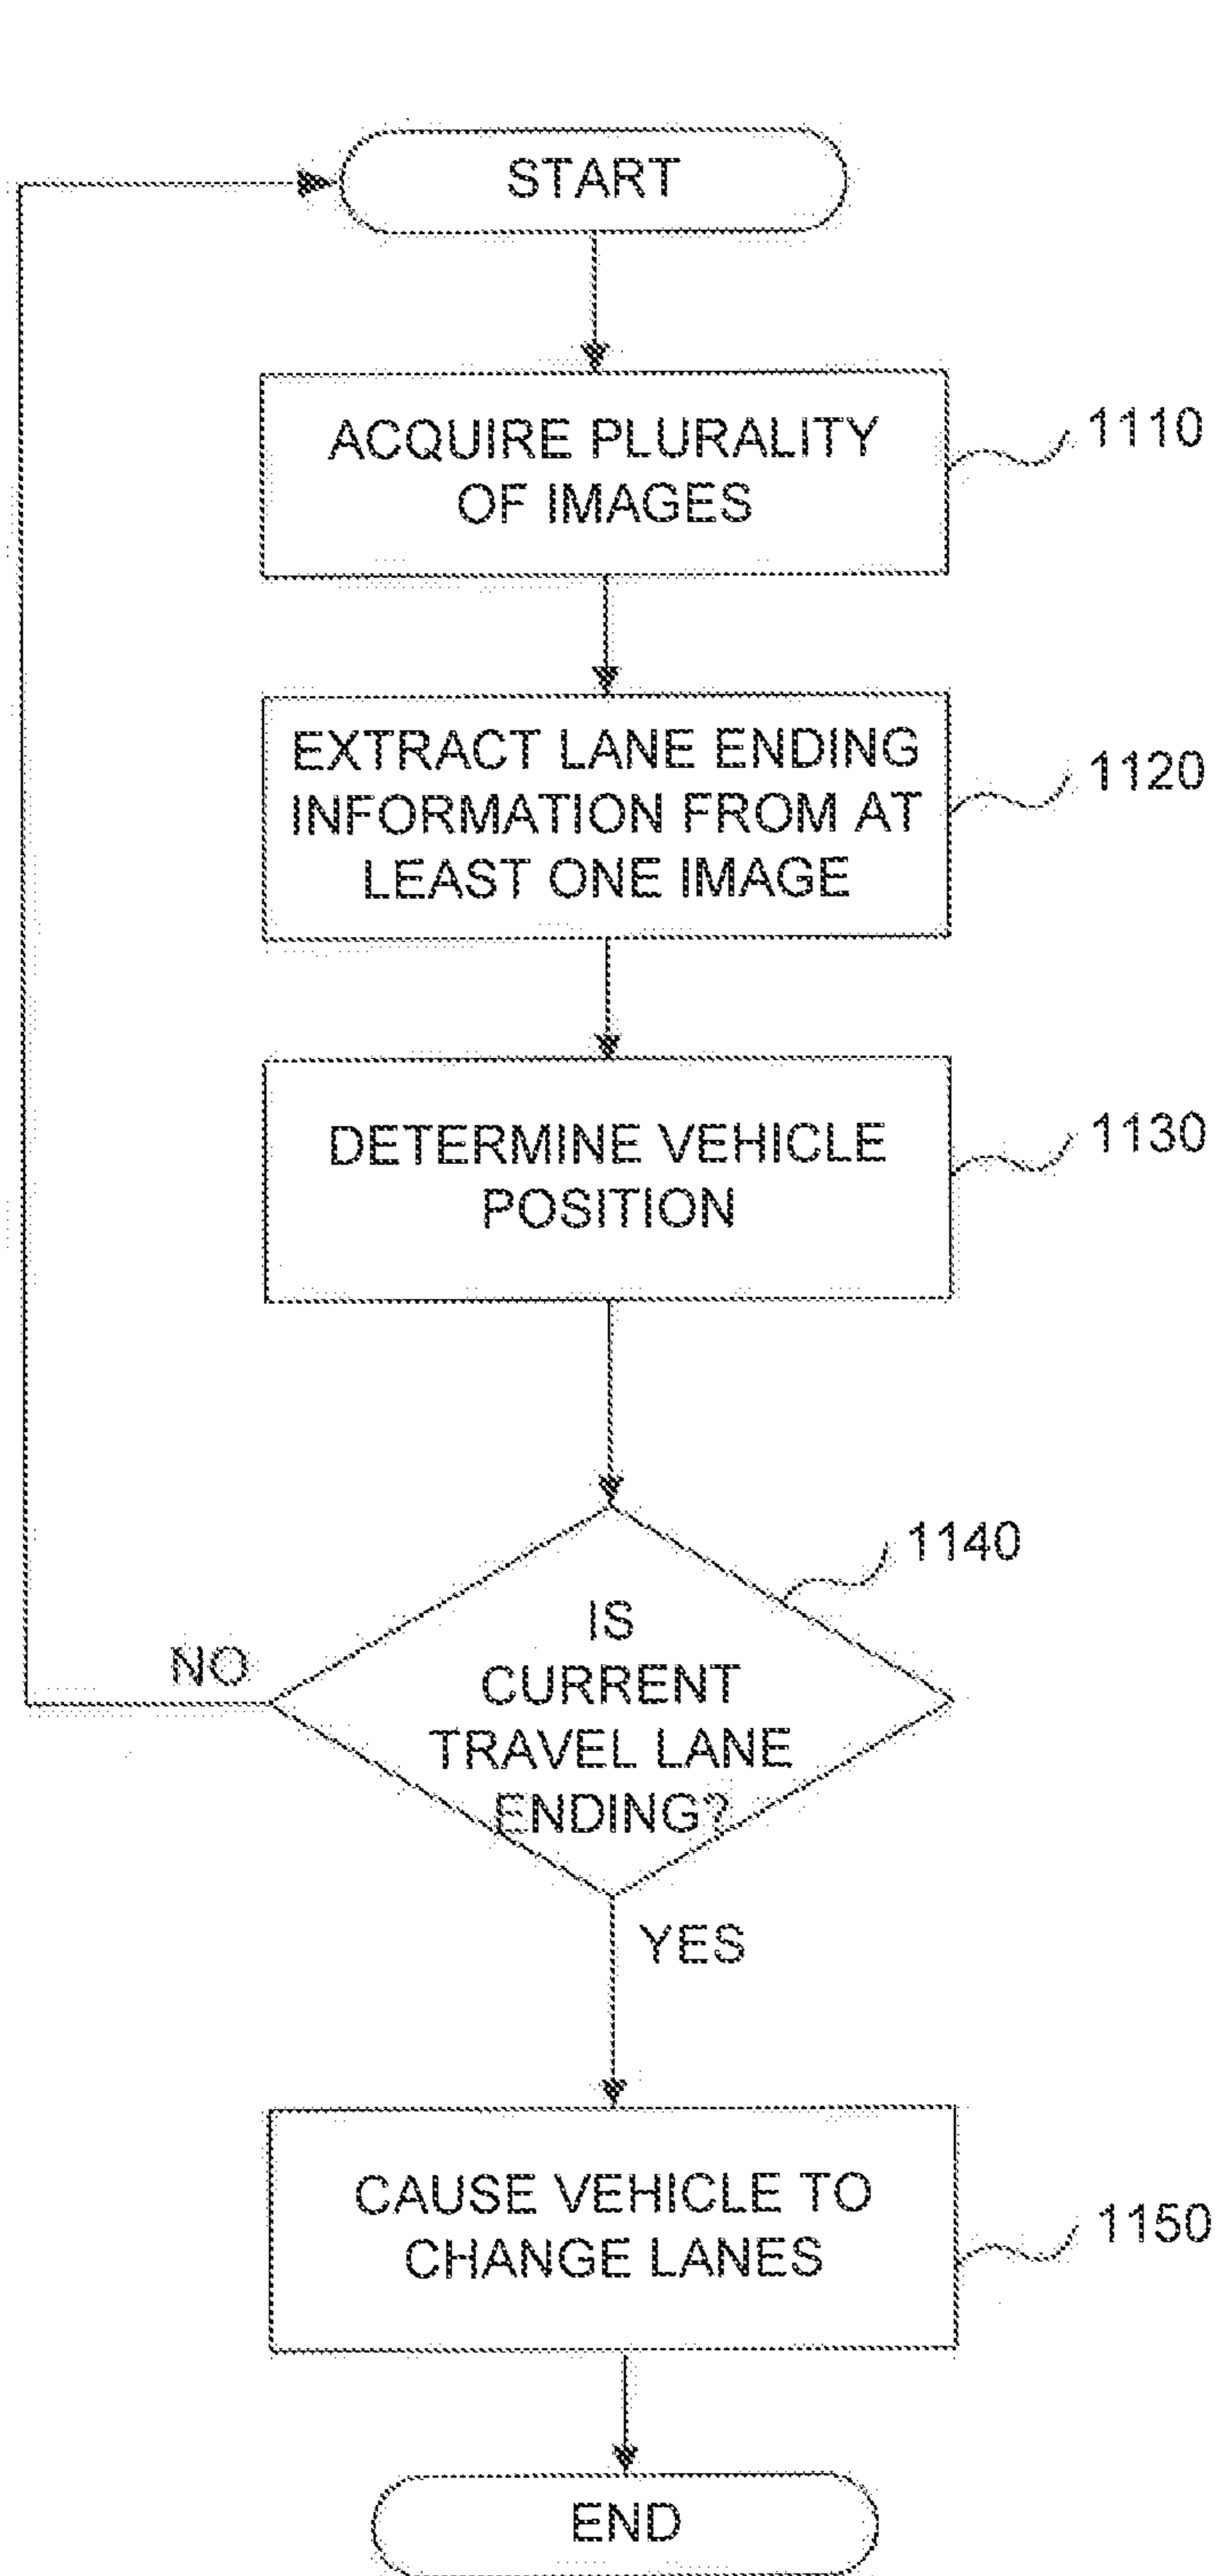 START
ACQUIRE PLURALITY
OF IMAGES
1110
EXTRACT LANE ENDING
INFORMATION FROM AT
LEAST ONE IMAGE
1120
DETERMINE VEHICLE
POSITION
1130
1140
IS
CURRENT
TRAVEL LANE
ENDING?
NO
YES
CAUSE VEHICLE TO
CHANGE LANES
1150
END